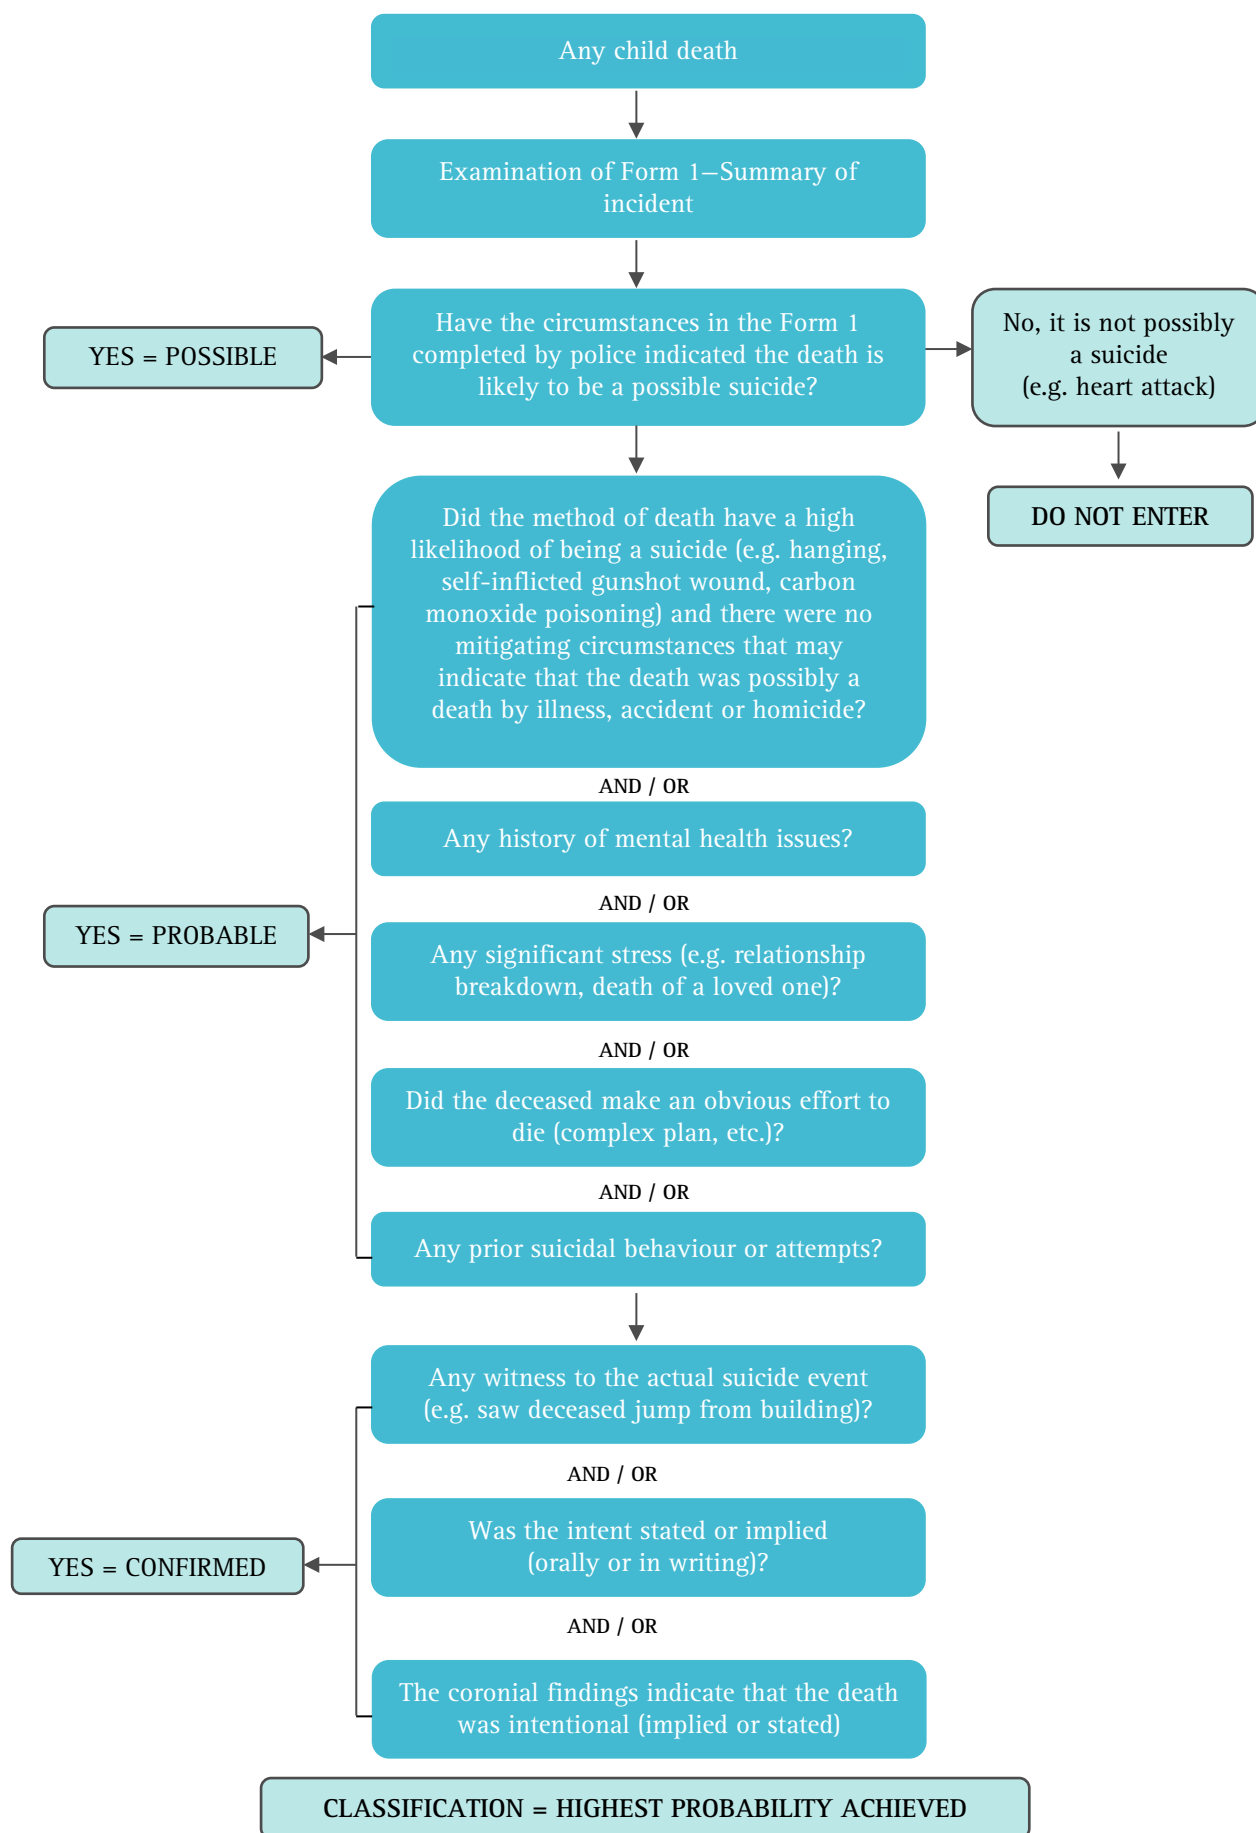 Any child death
Examination of Form 1–Summary of
incident
Have the circumstances in the Form 1
completed by police indicated the death is
likely to be a possible suicide?
YES = POSSIBLE
No, it is not possibly
a suicide
(e.g. heart attack)
DO NOT ENTER
Did the method of death have a high
likelihood of being a suicide (e.g. hanging,
self-inflicted gunshot wound, carbon
monoxide poisoning) and there were no
mitigating circumstances that may
indicate that the death was possibly a
death by illness, accident or homicide?
AND / OR
Any history of mental health issues?
AND / OR
YES = PROBABLE
Any significant stress (e.g. relationship
breakdown, death of a loved one)?
AND / OR
Did the deceased make an obvious effort to
die (complex plan, etc.)?
AND / OR
Any prior suicidal behaviour or attempts?
Any witness to the actual suicide event
(e.g. saw deceased jump from building)?
AND / OR
Was the intent stated or implied
(orally or in writing)?
YES = CONFIRMED
AND / OR
The coronial findings indicate that the death
was intentional (implied or stated)
CLASSIFICATION = HIGHEST PROBABILITY ACHIEVED